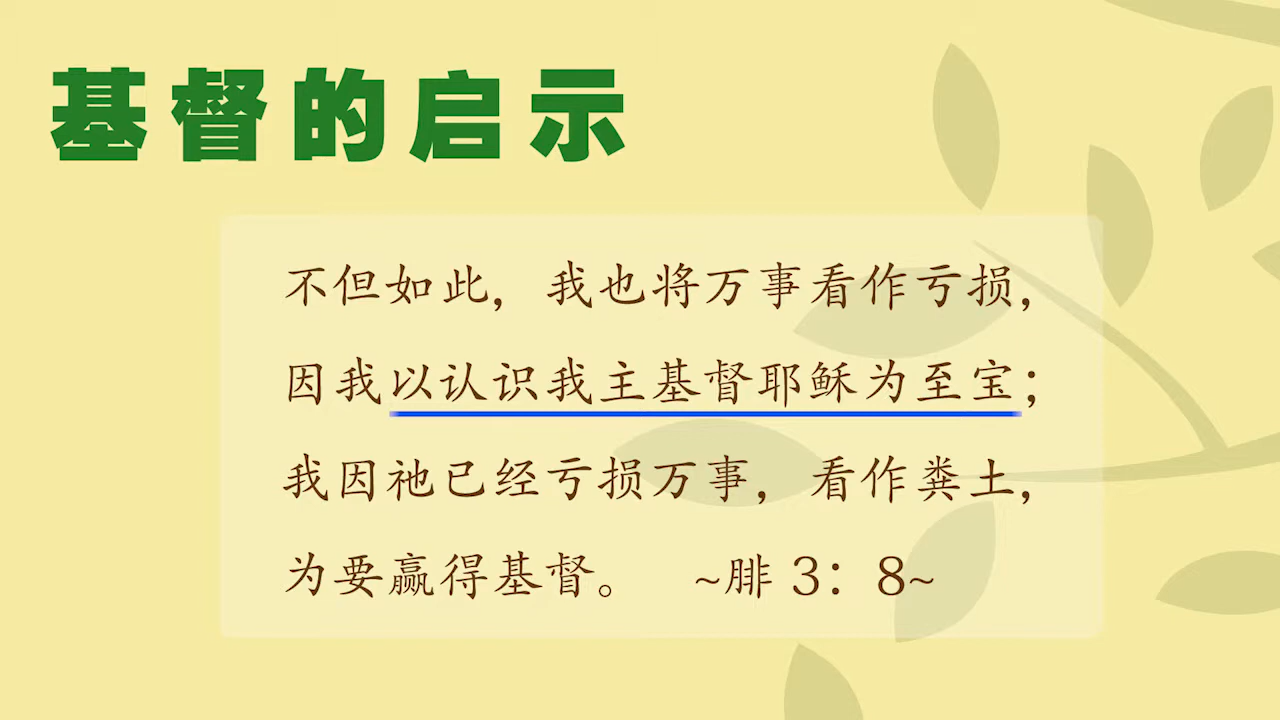 基督的启示
不但如此，我也将万事看作亏损，
因我以认识我主基督耶稣为至宝；
我因祂已经亏损万事，看作粪土，
为要赢得基督。 ~腓 3：8~